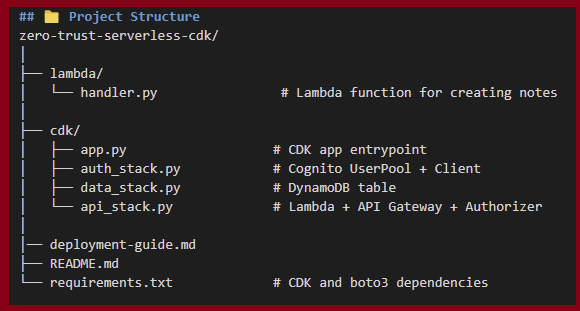 ## 📁 Project Structure
zero-trust-serverless-cdk/
│
├── lambda/
│   └── handler.py                # Lambda function for creating notes
│
├── cdk/
│   ├── app.py                   # CDK app entrypoint
│   ├── auth_stack.py            # Cognito UserPool + Client
│   ├── data_stack.py            # DynamoDB table
│   └── api_stack.py             # Lambda + API Gateway + Authorizer
│
├── deployment-guide.md
├── README.md
└── requirements.txt             # CDK and boto3 dependencies